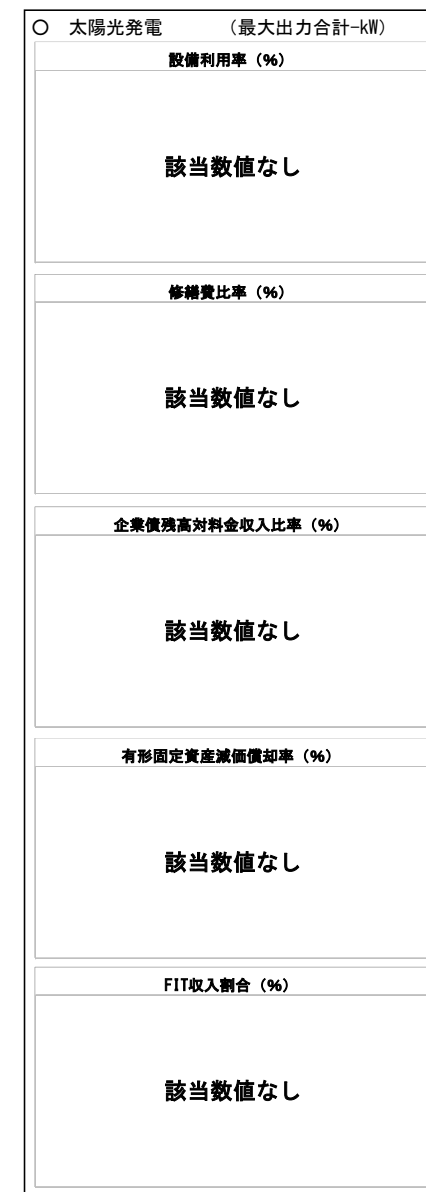 ○ 太陽光発電 （最大出力合計-kW）
設備利用率（%）
該当数値なし
修繕費比率（%）
該当数値なし
企業債残高対料金収入比率（%）
該当数値なし
有形固定資産減価償却率（%）
該当数値なし
FIT収入割合（%）
該当数値なし